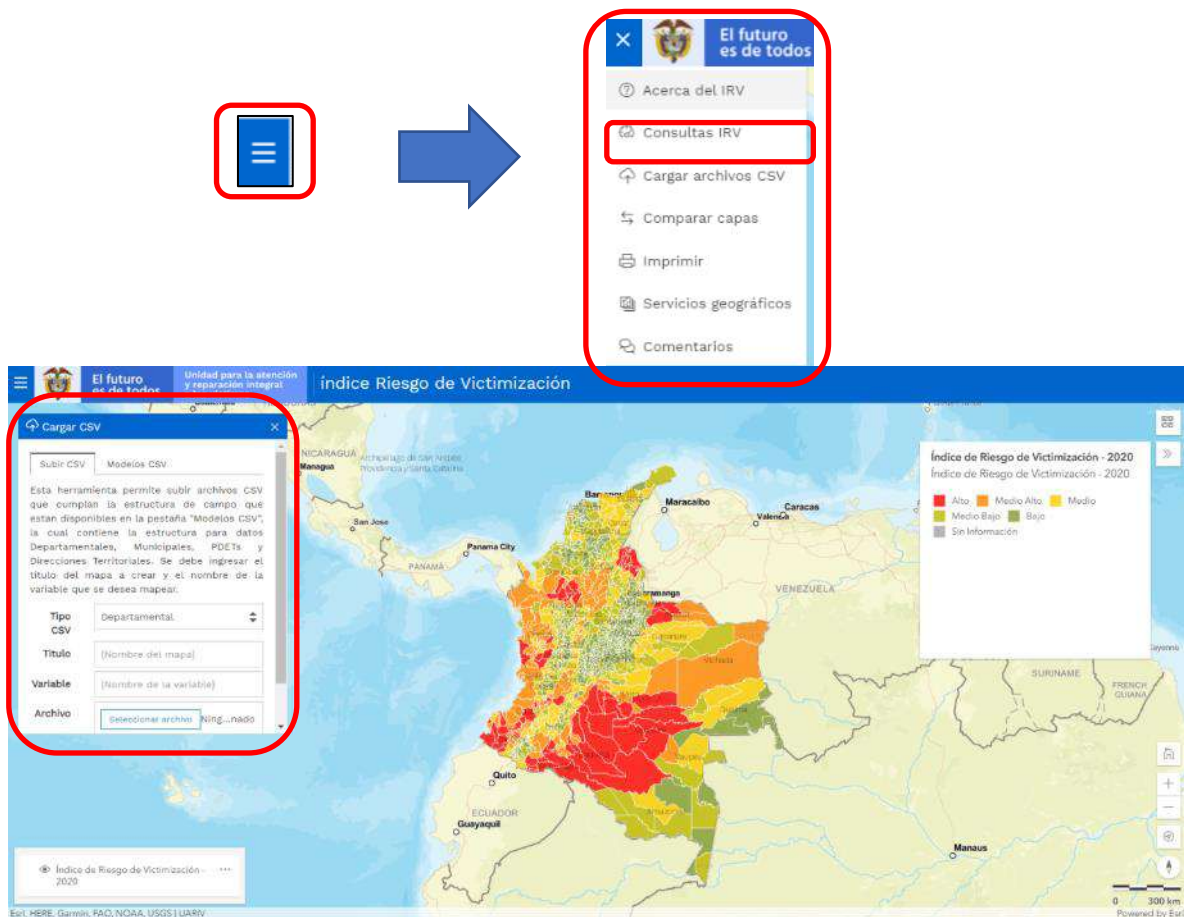 El futuro
es de todos
Acerca del IRV
Consultas IRV
Cargar archivos CSV
Comparar capas
Imprimir
Servicios geográficos
Comentarios
El futuro
es de todos
Unidad para la atención
y reparación integral
índice Riesgo de Victimización
Cargar CSV
Subir CSV
Modelos CSV
Esta herramienta permite subir archivos CSV
que cumplan la estructura de campo que
estan disponibles en la pestaña "Modelos CSV",
la cual contiene la estructura para datos
Departamentales, Municipales, PDETs y
Direcciones Territoriales. Se debe ingresar el
título del mapa a crear y el nombre de la
variable que se desea mapear.
Tipo
CSV
Departamental
Título
(Nombre del mapa)
Variable
(Nombre de la variable)
Archivo
Seleccionar archivo
Ning...nado
NICARAGUA
Managua
San Jose
Panama City
PANAMÁ
Maracaibo
Valencia
Caracas
VENEZUELA
Vichada
SURINAME
FRENCH
GUIANA
Cayenne
Quito
ECUADOR
Guayaquil
Manaus
Índice de Riesgo de Victimización - 2020
Índice de Riesgo de Victimización - 2020
Alto
Medio Alto
Medio
Medio Bajo
Bajo
Sin Información
Índice de Riesgo de Victimización -
2020
0 300 km
Esri, HERE, Garmin, FAO, NOAA, USGS | UARIV
Powered by Esri